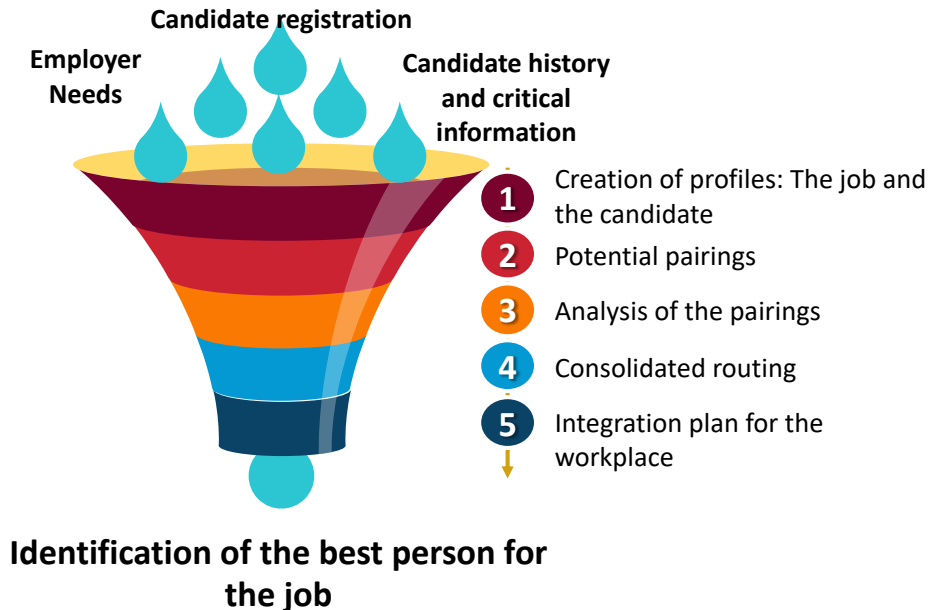 Candidate registration
Employer
Needs
Candidate history
and critical
information
1
Creation of profiles: The job and
the candidate
2
Potential pairings
3
Analysis of the pairings
4
Consolidated routing
5
Integration plan for the
workplace
Identification of the best person for
the job